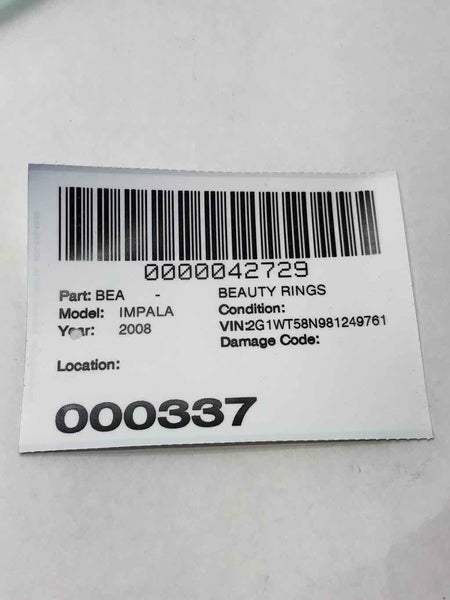 0000042729
Part: BEA - BEAUTY RINGS
Model: IMPALA Condition:
Year: 2008 VIN:2G1WT58N981249761
Damage Code:
Location:
000337